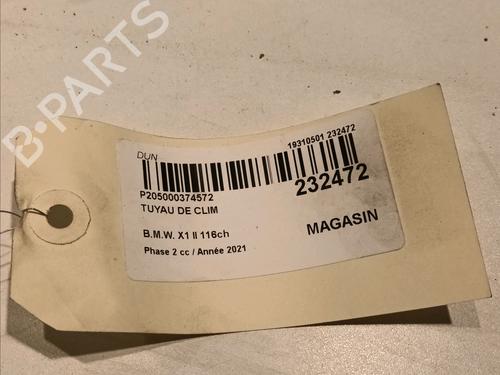 B-PARTS
DUN
19310501 232472
P205000374572
232472
TUYAU DE CLIM
B.M.W. X1 II 116ch
MAGASIN
Phase 2 cc / Année 2021